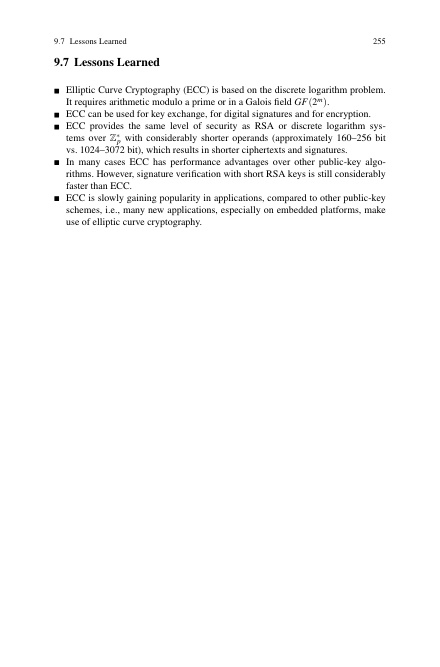 9.7 Lessons Learned 255
9.7 Lessons Learned
■ Elliptic Curve Cryptography (ECC) is based on the discrete logarithm problem.
It requires arithmetic modulo a prime or in a Galois field GF(2^m).
■ ECC can be used for key exchange, for digital signatures and for encryption.
■ ECC provides the same level of security as RSA or discrete logarithm sys-
tems over ℤ*_p with considerably shorter operands (approximately 160–256 bit
vs. 1024–3072 bit), which results in shorter ciphertexts and signatures.
■ In many cases ECC has performance advantages over other public-key algo-
rithms. However, signature verification with short RSA keys is still considerably
faster than ECC.
■ ECC is slowly gaining popularity in applications, compared to other public-key
schemes, i.e., many new applications, especially on embedded platforms, make
use of elliptic curve cryptography.